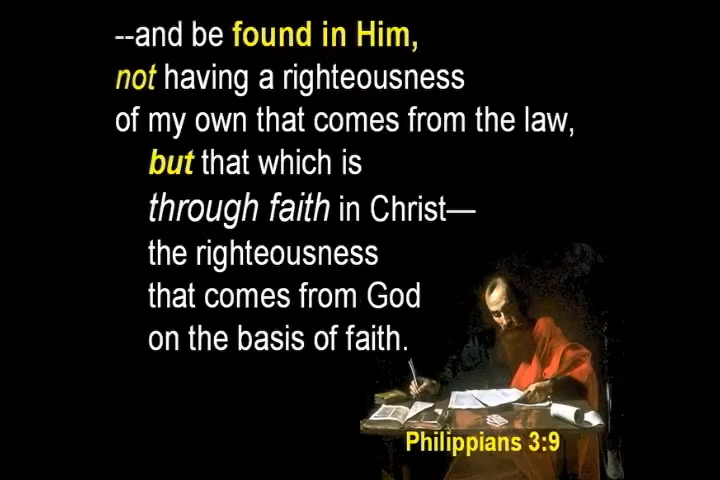 --and be found in Him,
not having a righteousness
of my own that comes from the law,
but that which is
through faith in Christ—
the righteousness
that comes from God
on the basis of faith.
Philippians 3:9